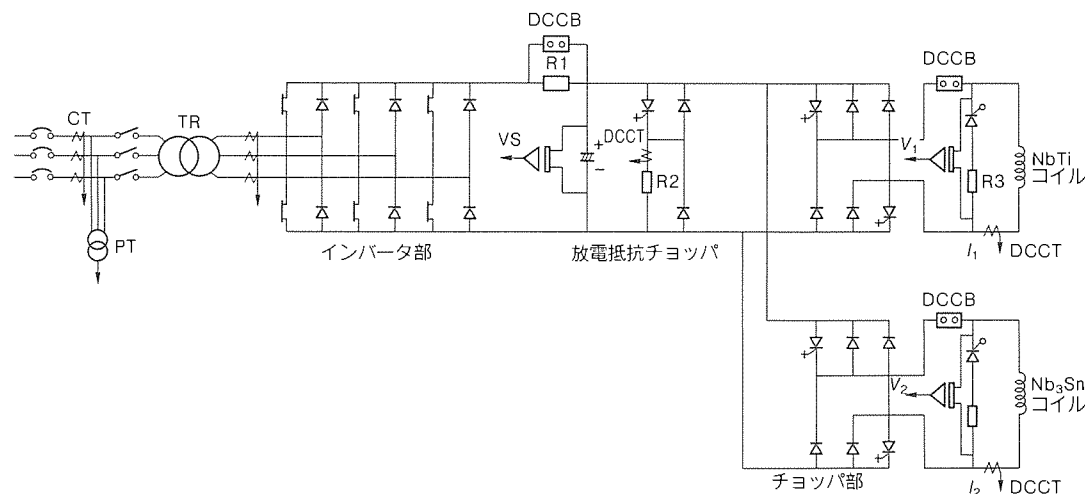 DCCB
R1
CT
TR
PT
VS
DCCT
R2
インバータ部
放電抵抗チョッパ
DCCB
V₁
R3
NbTi
コイル
I₁
DCCT
DCCB
V₂
Nb₃Sn
コイル
I₂
DCCT
チョッパ部
+
−
+
+
+
+
+